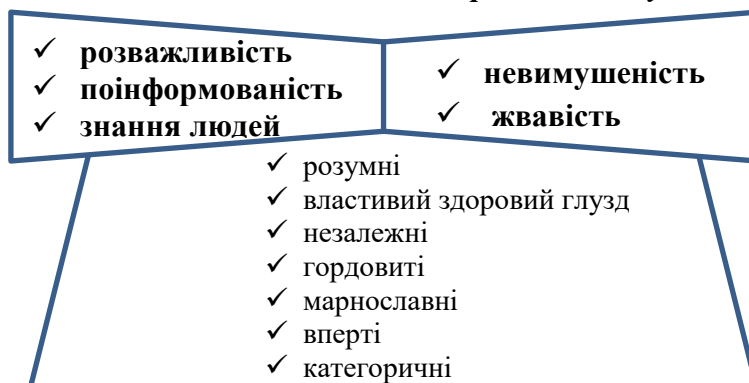 ✓ розважливість
✓ поінформованість
✓ знання людей
✓ невимушеність
✓ жвавість
✓ розумні
✓ властивий здоровий глузд
✓ незалежні
✓ гордовиті
✓ марнославні
✓ вперті
✓ категоричні